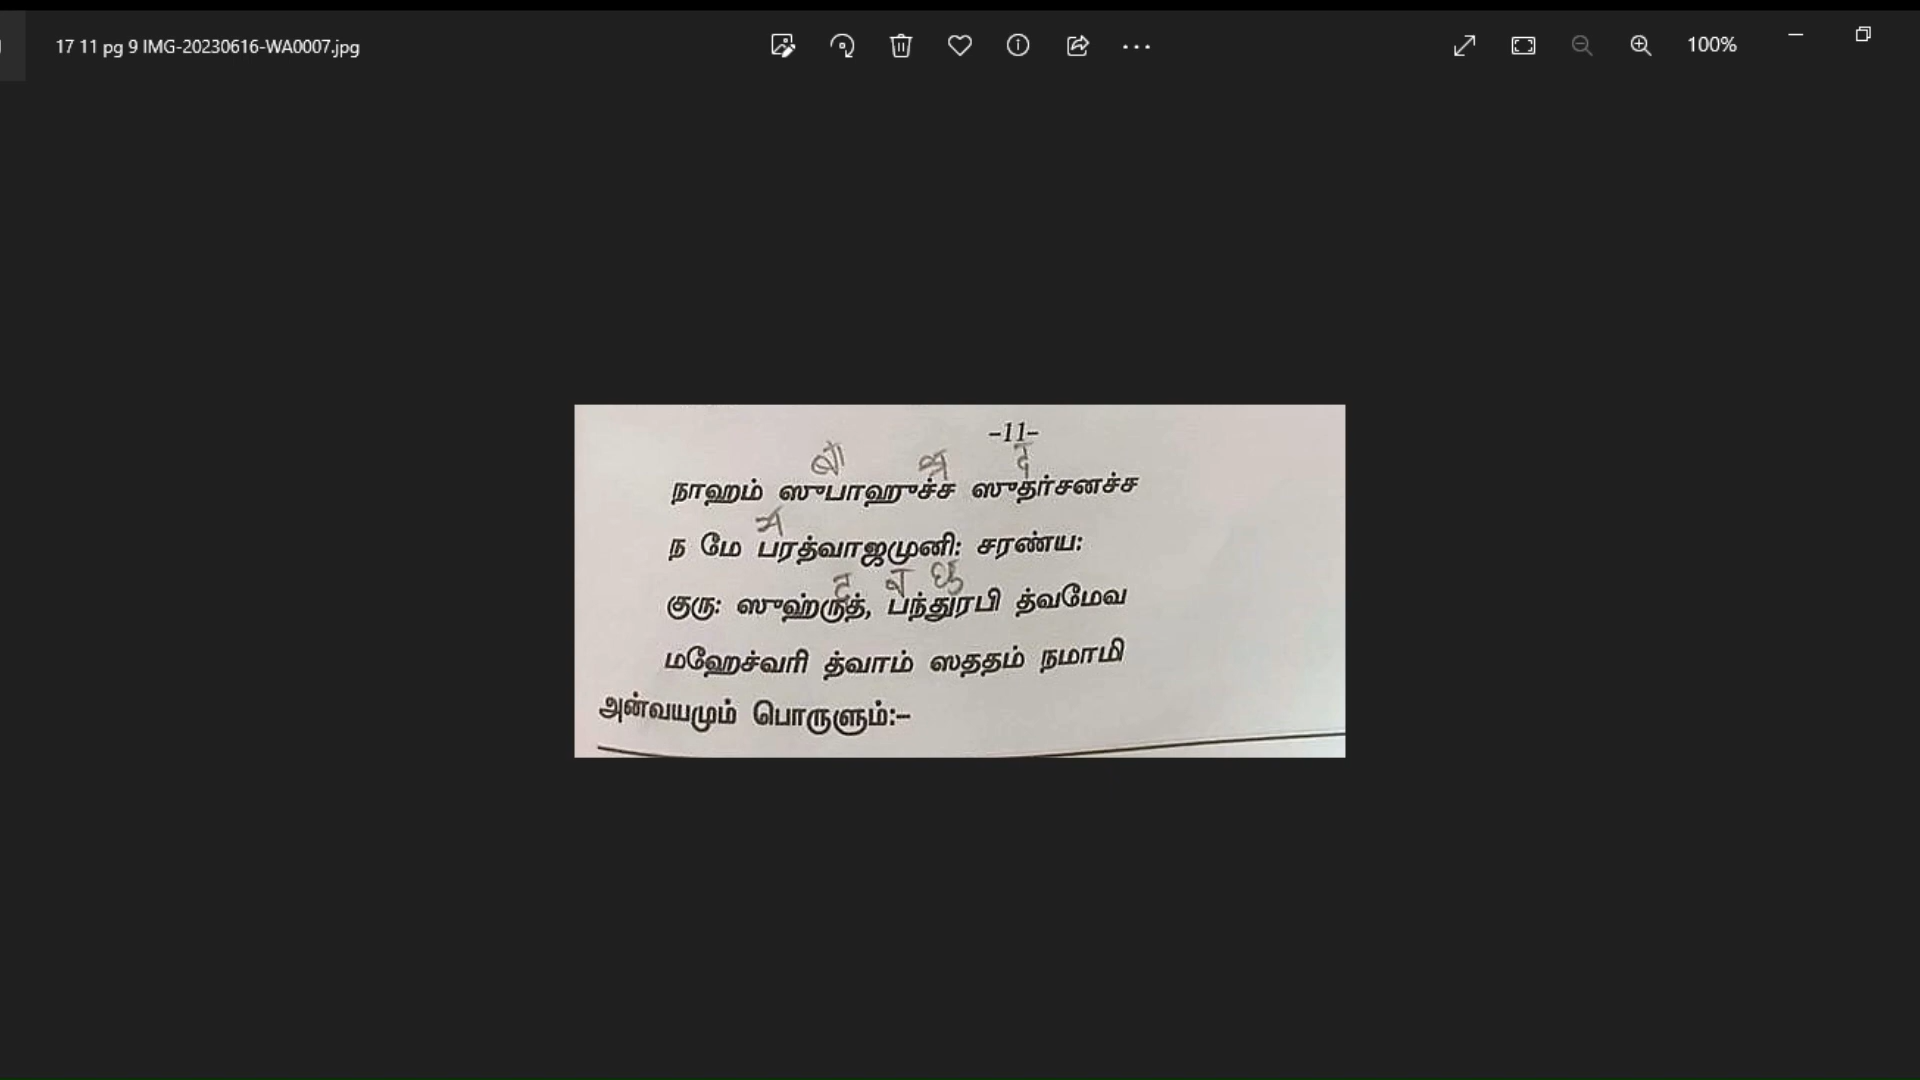 17 11 pg 9 IMG-20230616-WA0007.jpg
100%
-11-
बा श्च द
நாஹம் ஸுபாஹுச்ச ஸுதர்சனச்ச
भ
ந மே பரத்வாஜமுனி: சரண்ய:
ब
குரு: ஸுஹ்ருத், பந்துரபி த்வமேவ
மஹேச்வரி த்வாம் ஸததம் நமாமி
அன்வயமும் பொருளும்:–